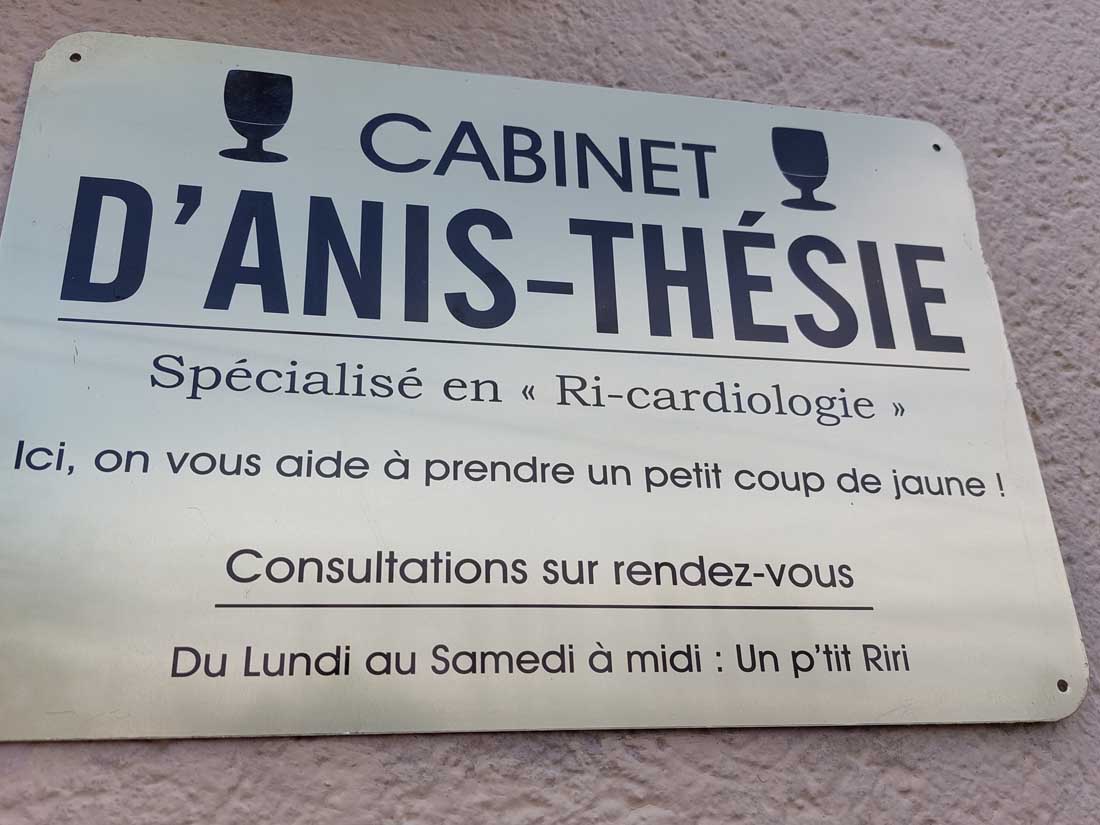 CABINET
D'ANIS-THÉSIE
Spécialisé en « Ri-cardiologie »
Ici, on vous aide à prendre un petit coup de jaune !
Consultations sur rendez-vous
Du Lundi au Samedi à midi : Un p'tit Riri